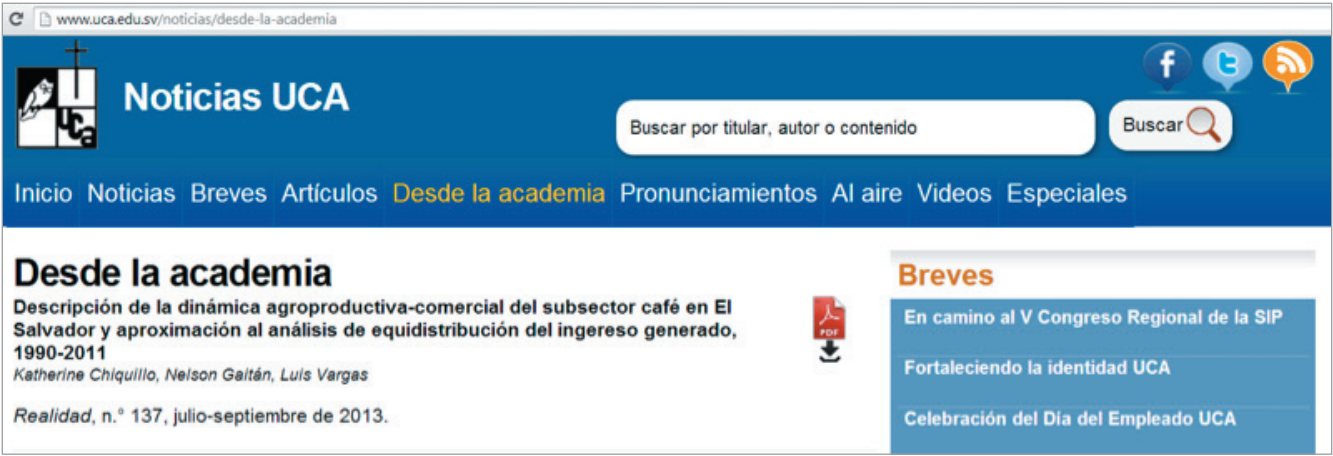 www.uca.edu.sv/noticias/desde-la-academia
uca
Noticias UCA
Buscar por titular, autor o contenido
Buscar
Inicio Noticias Breves Artículos Desde la academia Pronunciamientos Al aire Videos Especiales
Desde la academia
Descripción de la dinámica agroproductiva-comercial del subsector café en El
Salvador y aproximación al análisis de equidistribución del ingereso generado,
1990-2011
Katherine Chiquillo, Nelson Gaitán, Luis Vargas
Realidad, n.° 137, julio-septiembre de 2013.
PDF
Breves
En camino al V Congreso Regional de la SIP
Fortaleciendo la identidad UCA
Celebración del Día del Empleado UCA